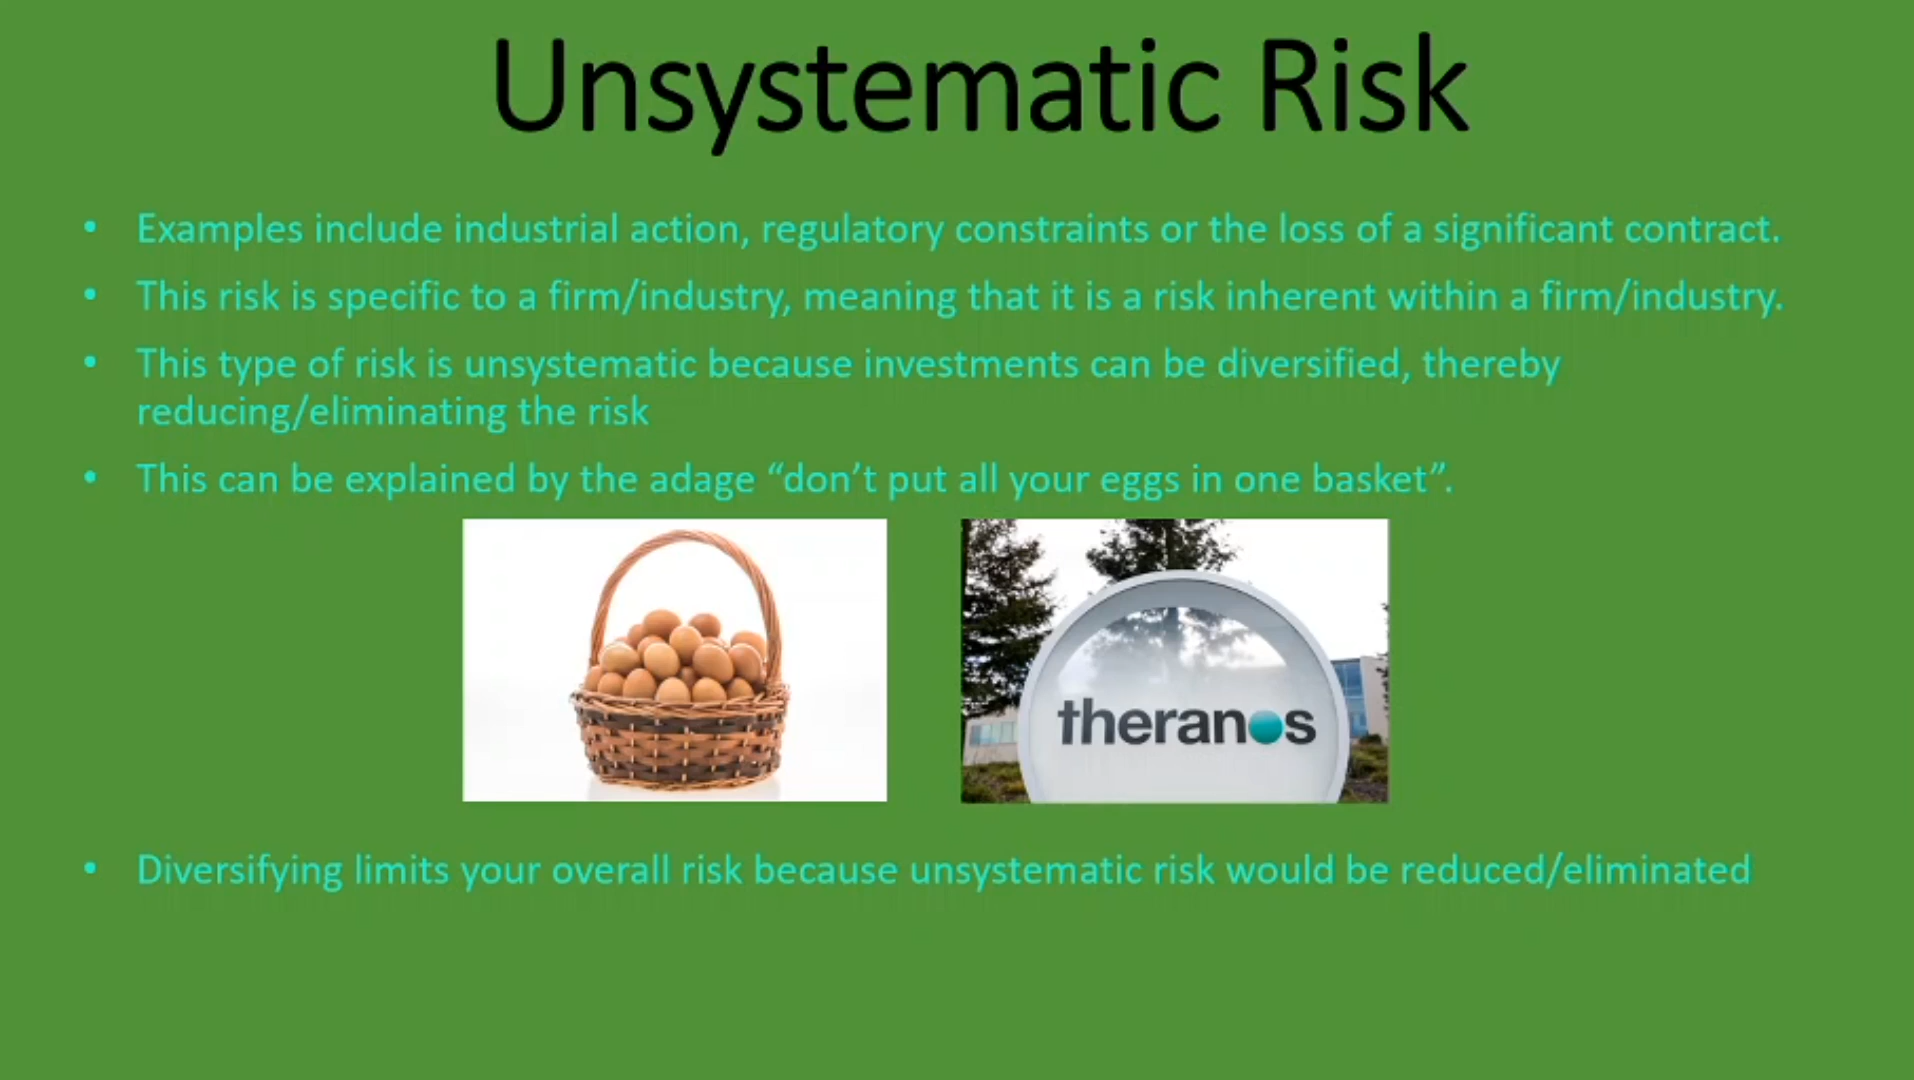 Unsystematic Risk
• Examples include industrial action, regulatory constraints or the loss of a significant contract.
• This risk is specific to a firm/industry, meaning that it is a risk inherent within a firm/industry.
• This type of risk is unsystematic because investments can be diversified, thereby
reducing/eliminating the risk
• This can be explained by the adage “don’t put all your eggs in one basket”.
theranos
• Diversifying limits your overall risk because unsystematic risk would be reduced/eliminated